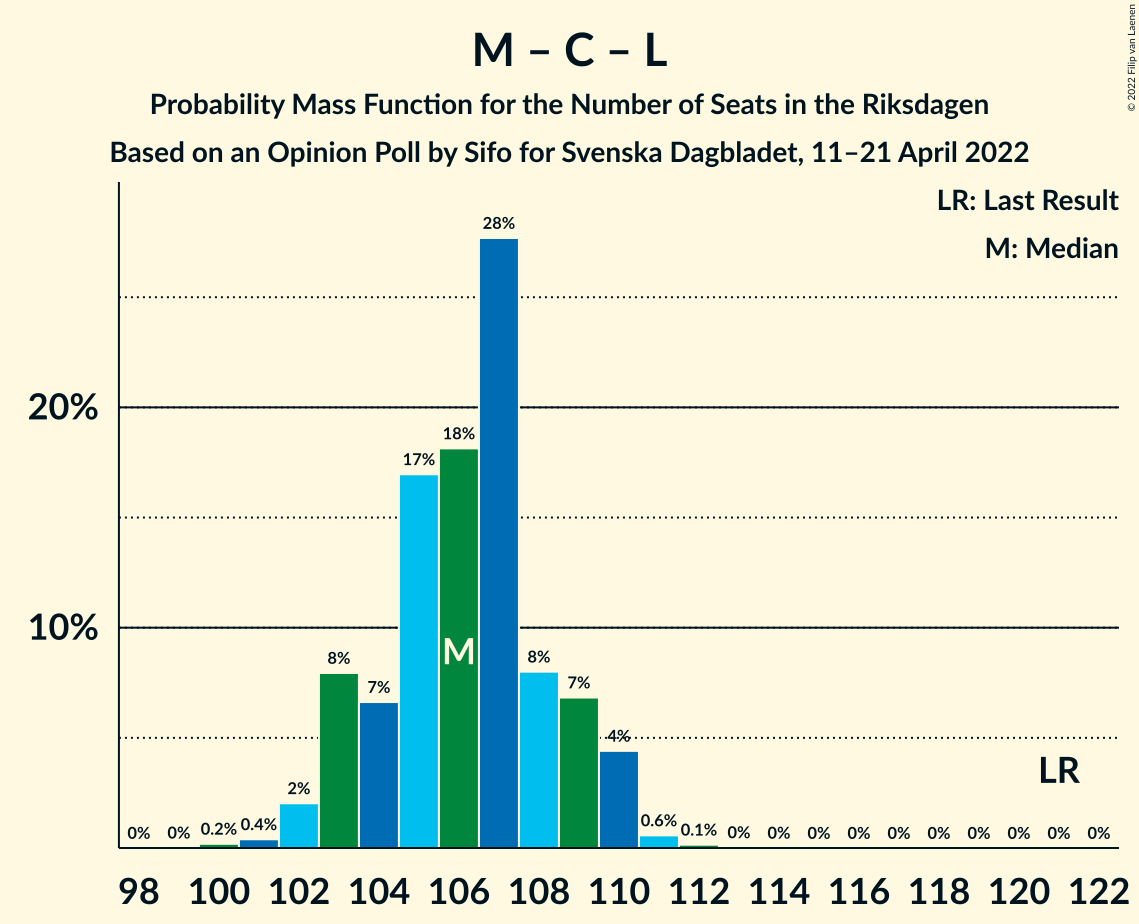 M – C – L
Probability Mass Function for the Number of Seats in the Riksdagen
Based on an Opinion Poll by Sifo for Svenska Dagbladet, 11–21 April 2022
© 2022 Filip van Laenen
LR: Last Result
M: Median
20%
10%
0% 0% 0.2% 0.4% 2% 8% 7% 17% 18% 28% 8% 7% 4% 0.6% 0.1% 0% 0% 0% 0% 0% 0% 0% 0% 0% 0%
M
LR
98 100 102 104 106 108 110 112 114 116 118 120 122